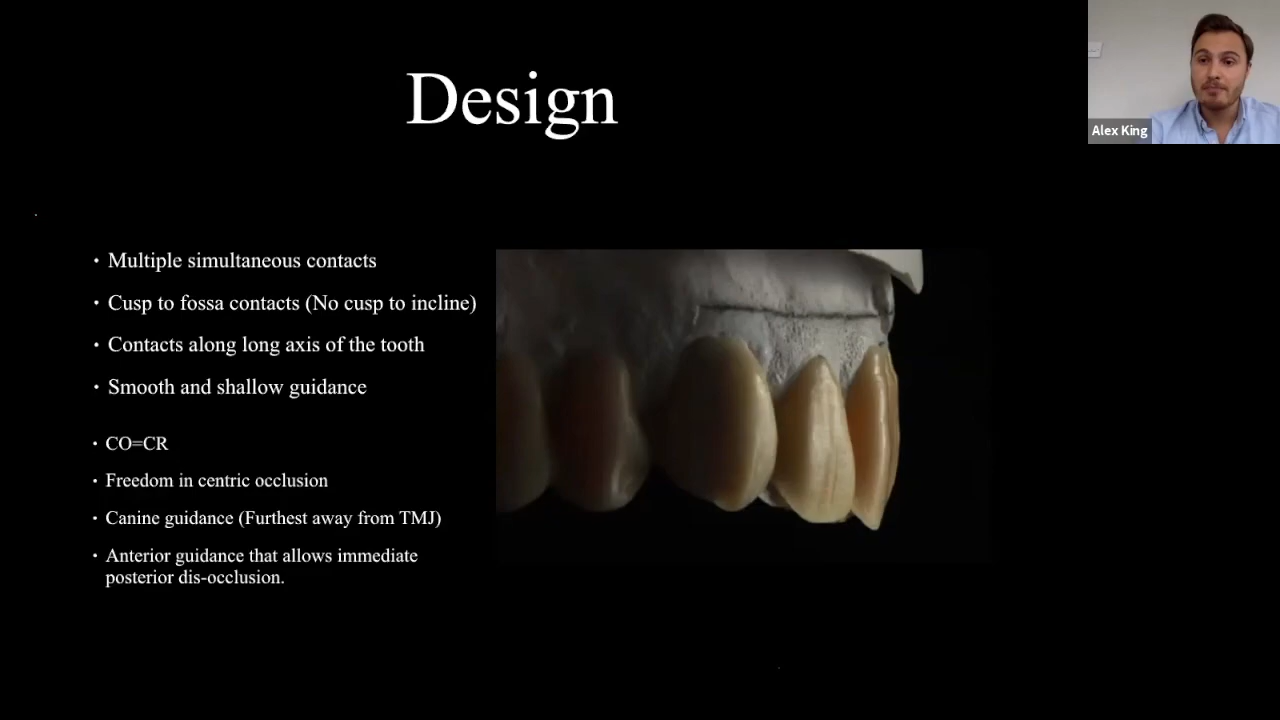 Design
Alex King
• Multiple simultaneous contacts
• Cusp to fossa contacts (No cusp to incline)
• Contacts along long axis of the tooth
• Smooth and shallow guidance
• CO=CR
• Freedom in centric occlusion
• Canine guidance (Furthest away from TMJ)
• Anterior guidance that allows immediate
posterior dis-occlusion.